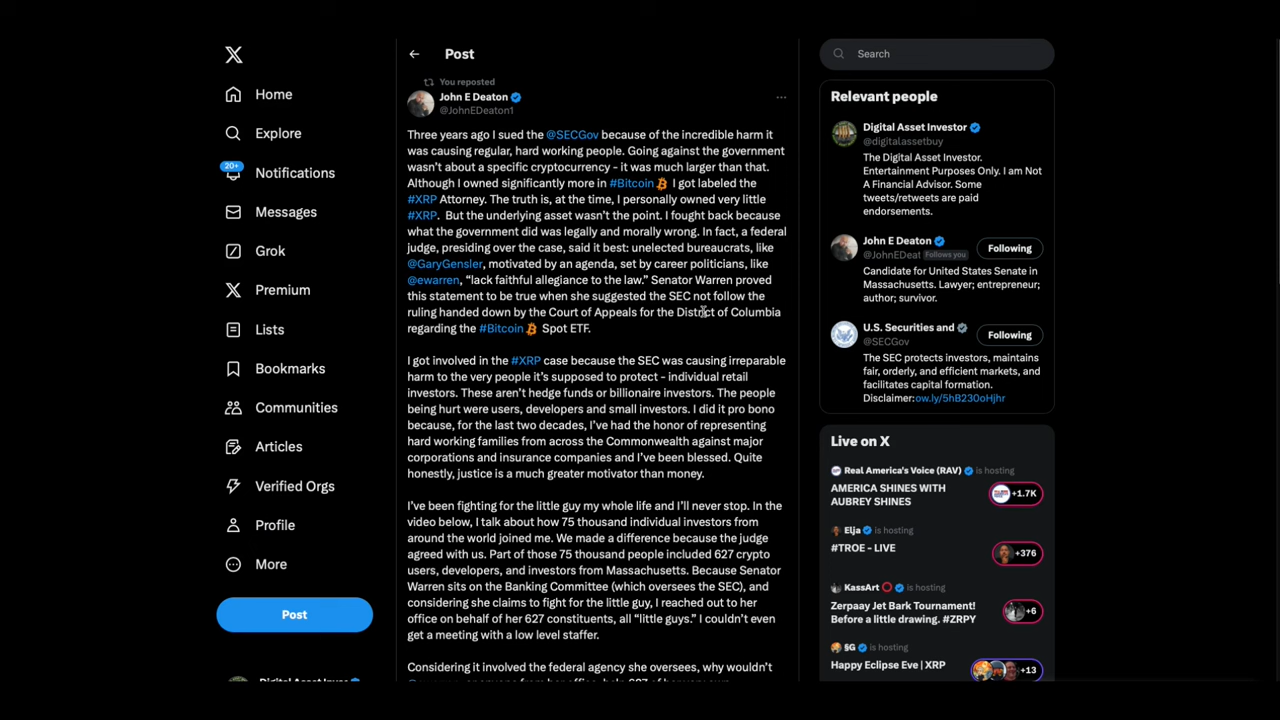 Home
Explore
20+
Notifications
Messages
Grok
Premium
Lists
Bookmarks
Communities
Articles
Verified Orgs
Profile
More
Post
Post
You reposted
John E Deaton
@JohnEDeaton1
Three years ago I sued the @SECGov because of the incredible harm it
was causing regular, hard working people. Going against the government
wasn't about a specific cryptocurrency - it was much larger than that.
Although I owned significantly more in #Bitcoin I got labeled the
#XRP Attorney. The truth is, at the time, I personally owned very little
#XRP. But the underlying asset wasn't the point. I fought back because
what the government did was legally and morally wrong. In fact, a federal
judge, presiding over the case, said it best: unelected bureaucrats, like
@GaryGensler, motivated by an agenda, set by career politicians, like
@ewarren, “lack faithful allegiance to the law.” Senator Warren proved
this statement to be true when she suggested the SEC not follow the
ruling handed down by the Court of Appeals for the District of Columbia
regarding the #Bitcoin Spot ETF.
I got involved in the #XRP case because the SEC was causing irreparable
harm to the very people it's supposed to protect - individual retail
investors. These aren't hedge funds or billionaire investors. The people
being hurt were users, developers and small investors. I did it pro bono
because, for the last two decades, I've had the honor of representing
hard working families from across the Commonwealth against major
corporations and insurance companies and I've been blessed. Quite
honestly, justice is a much greater motivator than money.
I've been fighting for the little guy my whole life and I'll never stop. In the
video below, I talk about how 75 thousand individual investors from
around the world joined me. We made a difference because the judge
agreed with us. Part of those 75 thousand people included 627 crypto
users, developers, and investors from Massachusetts. Because Senator
Warren sits on the Banking Committee (which oversees the SEC), and
considering she claims to fight for the little guy, I reached out to her
office on behalf of her 627 constituents, all “little guys.” I couldn't even
get a meeting with a low level staffer.
Considering it involved the federal agency she oversees, why wouldn't
Search
Relevant people
Digital Asset Investor
@digitalassetbuy
The Digital Asset Investor.
Entertainment Purposes Only. I am Not
A Financial Advisor. Some
tweets/retweets are paid
endorsements.
John E Deaton
@JohnEDeat Follows you
Following
Candidate for United States Senate in
Massachusetts. Lawyer; entrepreneur;
author; survivor.
U.S. Securities and
@SECGov
Following
The SEC protects investors, maintains
fair, orderly, and efficient markets, and
facilitates capital formation.
Disclaimer:ow.ly/5hB230oHjhr
Live on X
Real America's Voice (RAV) is hosting
AMERICA SHINES WITH
AUBREY SHINES
+1.7K
Elja is hosting
#TROE - LIVE
+376
KassArt is hosting
Zerpaay Jet Bark Tournament!
Before a little drawing. #ZRPY
+6
§G is hosting
Happy Eclipse Eve | XRP
+13